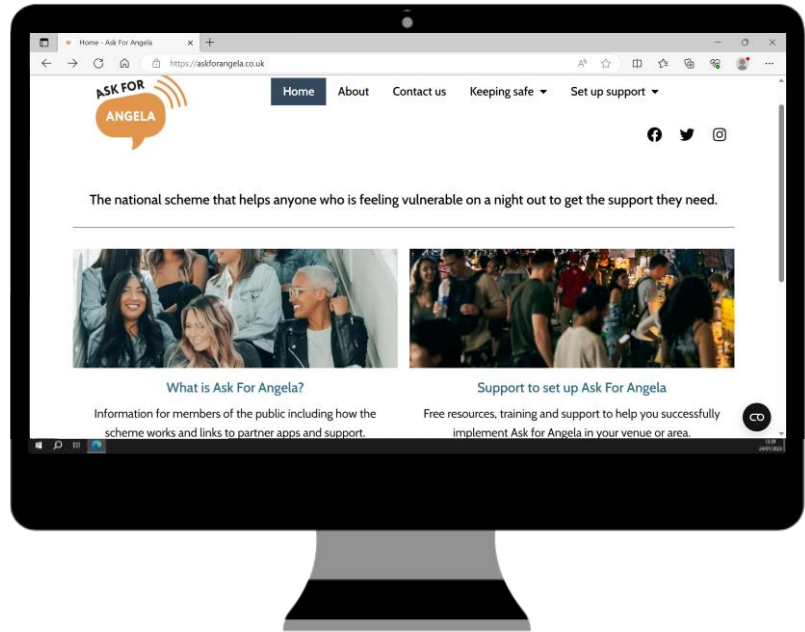 Home - Ask For Angela
https://askforangela.co.uk
ASK FOR
ANGELA
Home About Contact us Keeping safe Set up support
The national scheme that helps anyone who is feeling vulnerable on a night out to get the support they need.
What is Ask For Angela?
Information for members of the public including how the
scheme works and links to partner apps and support.
Support to set up Ask For Angela
Free resources, training and support to help you successfully
implement Ask for Angela in your venue or area.